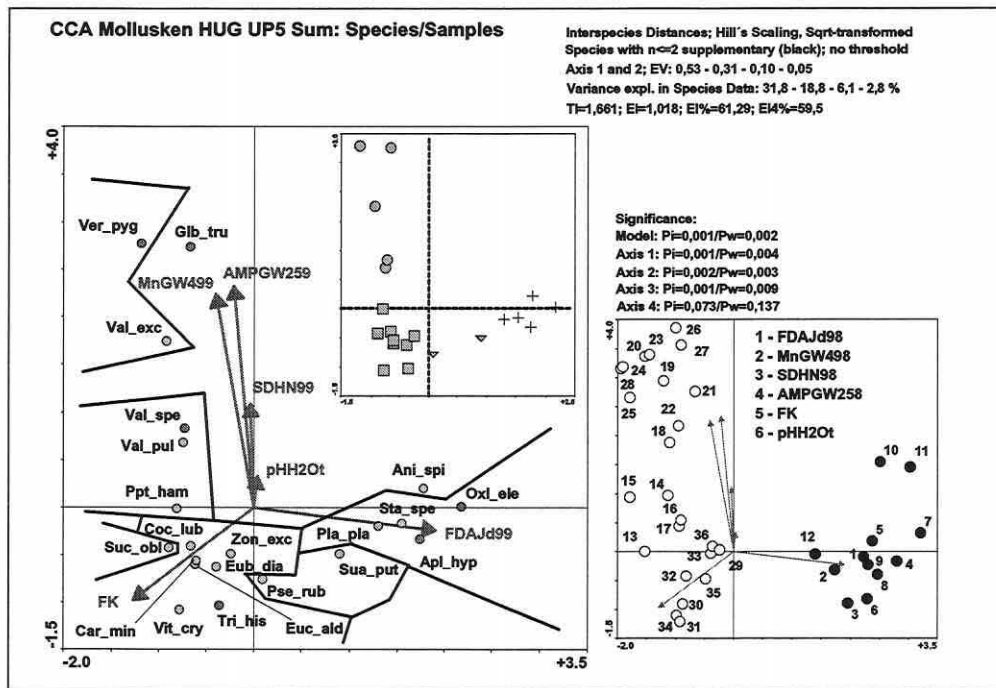 CCA Mollusken HUG UP5 Sum: Species/Samples
Interspecies Distances; Hill's Scaling, Sqrt-transformed
Species with n<=2 supplementary (black); no threshold
Axis 1 and 2; EV: 0,53 - 0,31 - 0,10 - 0,05
Variance expl. in Species Data: 31,8 - 18,8 - 6,1 - 2,8 %
TI=1,661; EI=1,018; EI%=61,29; EI4%=59,5
+4.0
Ver_pyg
Glb_tru
MnGW499
AMPGW259
Val_exc
SDHN99
Val_spe
Val_pul
pHH2Ot
Ani_spi
Ppt_ham
Oxl_ele
Sta_spe
Coc_lub
Zon_exc
Pla_pla
FDAJd99
Suc_obl
Eub_dia
Sua_put
Apl_hyp
FK
Pse_rub
Car_min
Vit_cry
Tri_his
Euc_ald
-1.5
-2.0
+3.5
Significance:
Model: Pi=0,001/Pw=0,002
Axis 1: Pi=0,001/Pw=0,004
Axis 2: Pi=0,002/Pw=0,003
Axis 3: Pi=0,001/Pw=0,009
Axis 4: Pi=0,073/Pw=0,137
+4.0
1 - FDAJd98
2 - MnGW498
3 - SDHN98
4 - AMPGW258
5 - FK
6 - pHH2Ot
26
20
23
27
24
19
28
21
25
22
18
10
11
15
14
16
17
7
36
5
13
12
33
1
9
29
2
8
32
35
30
3
6
34
31
-1.5
-2.0
+3.5